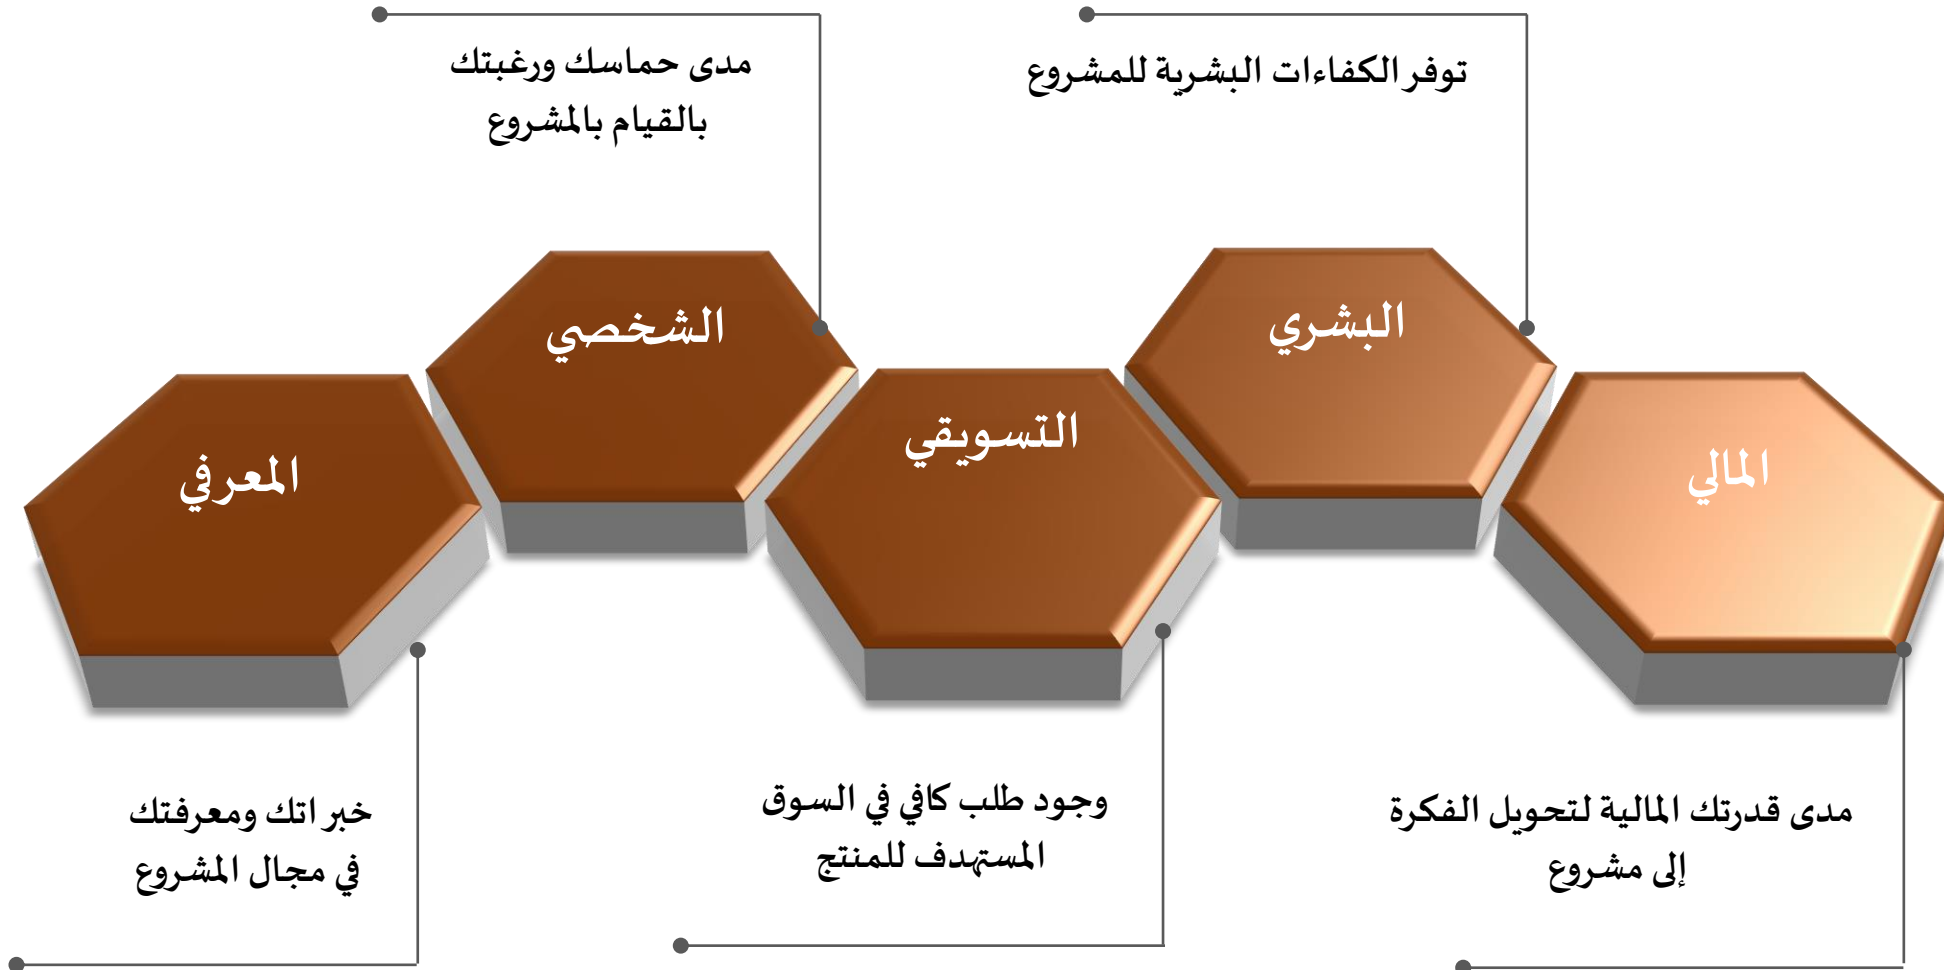 توفر الكفاءات البشرية للمشروع
مدى حماسك ورغبتك
بالقيام بالمشروع
البشري
الشخصي
المالي
التسويقي
المعرفي
مدى قدرتك المالية لتحويل الفكرة
إلى مشروع
وجود طلب كافي في السوق
المستهدف للمنتج
خبراتك ومعرفتك
في مجال المشروع